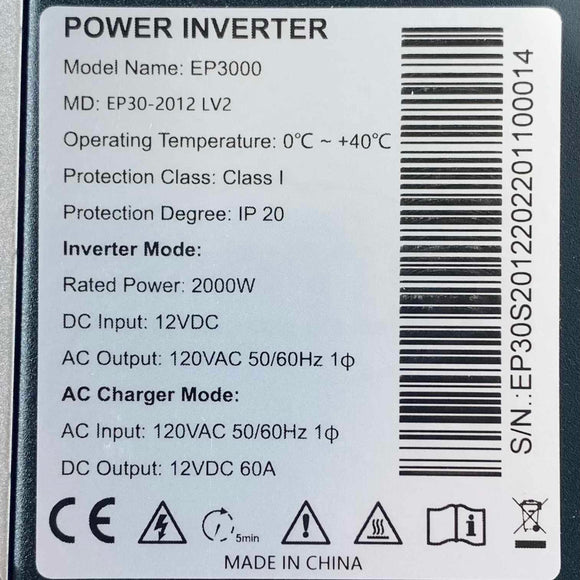 POWER INVERTER
Model Name: EP3000
MD: EP30-2012 LV2
Operating Temperature: 0℃ ~ +40℃
Protection Class: Class I
Protection Degree: IP 20
Inverter Mode:
Rated Power: 2000W
DC Input: 12VDC
AC Output: 120VAC 50/60Hz 1ϕ
AC Charger Mode:
AC Input: 120VAC 50/60Hz 1ϕ
DC Output: 12VDC 60A
CE
5min
MADE IN CHINA
S/N.:EP30S2012202201100014